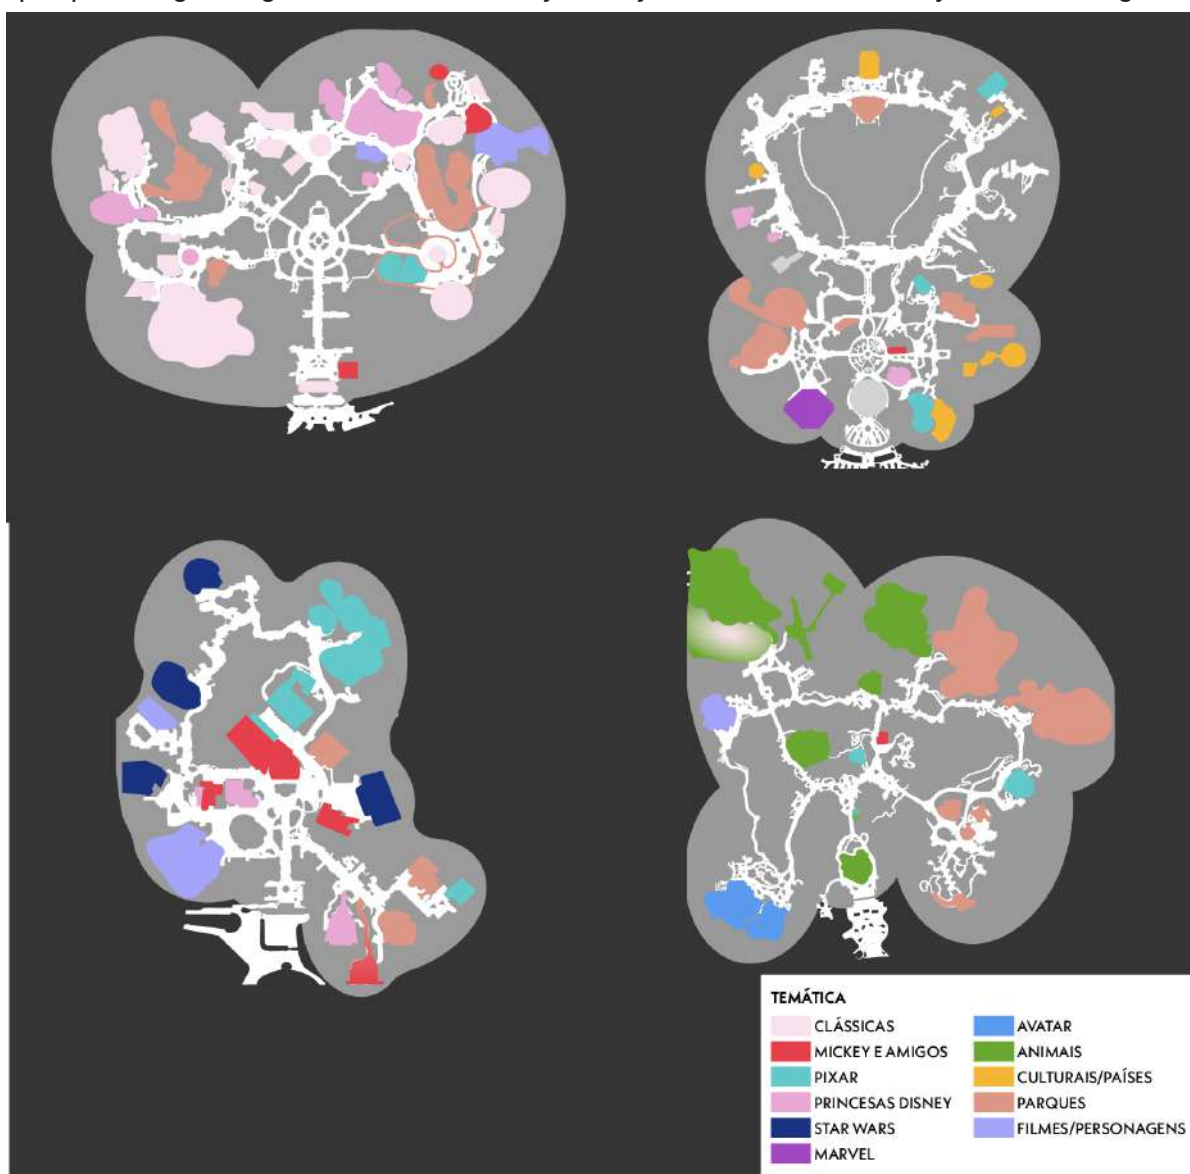 TEMÁTICA
CLÁSSICAS
MICKEY E AMIGOS
PIXAR
PRINCESAS DISNEY
STAR WARS
MARVEL
AVATAR
ANIMAIS
CULTURAIS/PAÍSES
PARQUES
FILMES/PERSONAGENS